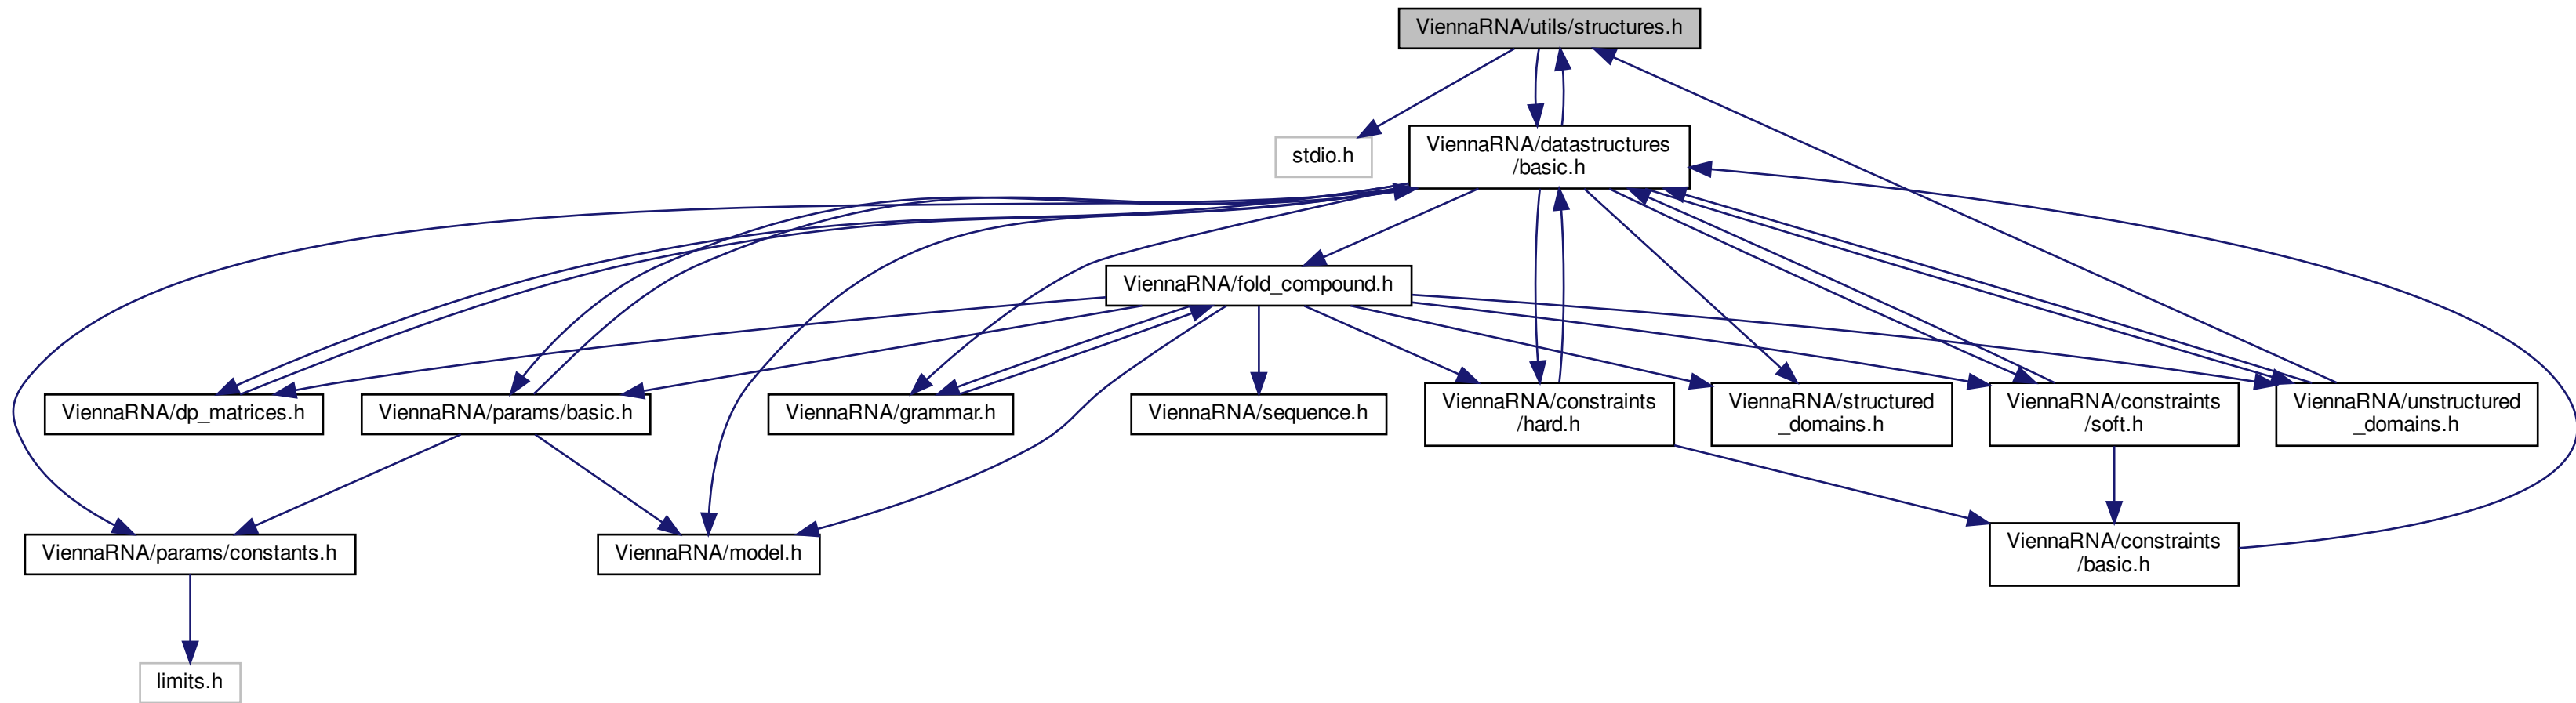 ViennaRNA/utils/structures.h
stdio.h
ViennaRNA/datastructures
/basic.h
ViennaRNA/fold_compound.h
ViennaRNA/dp_matrices.h
ViennaRNA/params/basic.h
ViennaRNA/grammar.h
ViennaRNA/sequence.h
ViennaRNA/constraints
/hard.h
ViennaRNA/structured
_domains.h
ViennaRNA/constraints
/soft.h
ViennaRNA/unstructured
_domains.h
ViennaRNA/params/constants.h
ViennaRNA/model.h
ViennaRNA/constraints
/basic.h
limits.h